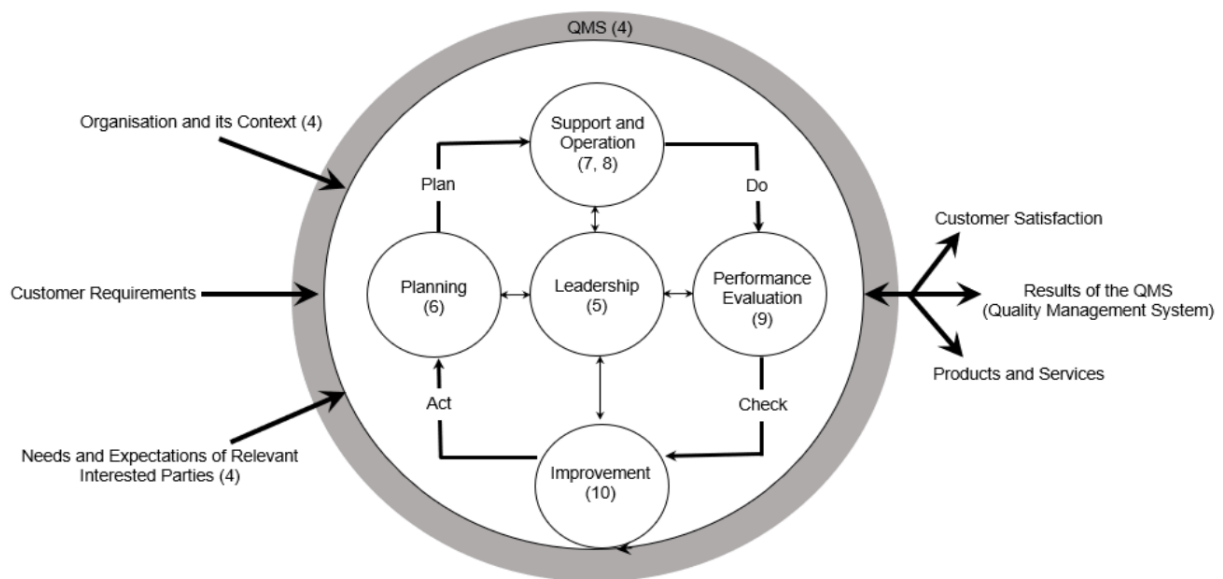 QMS (4)
Organisation and its Context (4)
Support and
Operation
(7, 8)
Plan
Do
Customer Satisfaction
Customer Requirements
Planning
(6)
Leadership
(5)
Performance
Evaluation
(9)
Results of the QMS
(Quality Management System)
Products and Services
Act
Check
Needs and Expectations of Relevant
Interested Parties (4)
Improvement
(10)